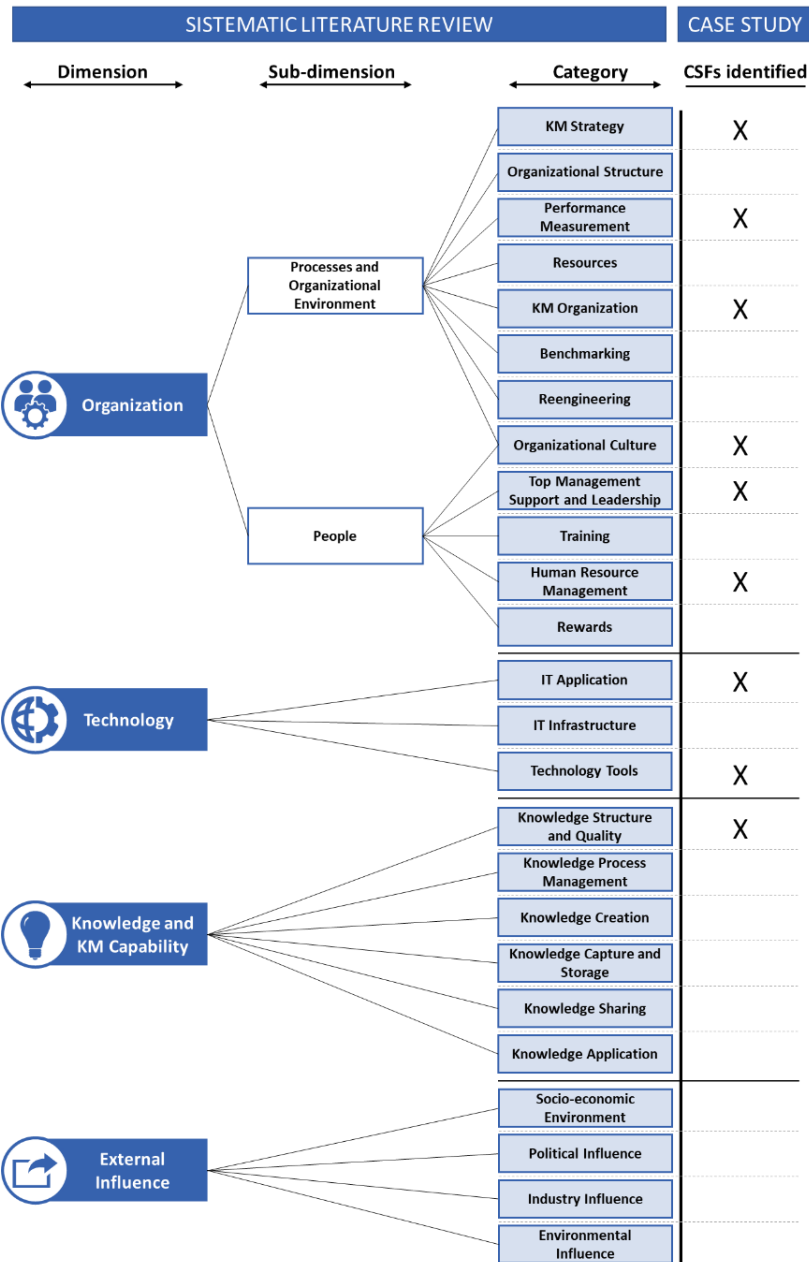 SISTEMATIC LITERATURE REVIEW
CASE STUDY
Dimension
Sub-dimension
Category
CSFs identified
KM Strategy
X
Organizational Structure
Performance
Measurement
X
Processes and
Organizational
Environment
Resources
KM Organization
X
Benchmarking
Organization
Reengineering
Organizational Culture
X
Top Management
Support and Leadership
X
People
Training
Human Resource
Management
X
Rewards
IT Application
X
Technology
IT Infrastructure
Technology Tools
X
Knowledge Structure
and Quality
X
Knowledge Process
Management
Knowledge and
KM Capability
Knowledge Creation
Knowledge Capture and
Storage
Knowledge Sharing
Knowledge Application
Socio-economic
Environment
External
Influence
Political Influence
Industry Influence
Environmental
Influence